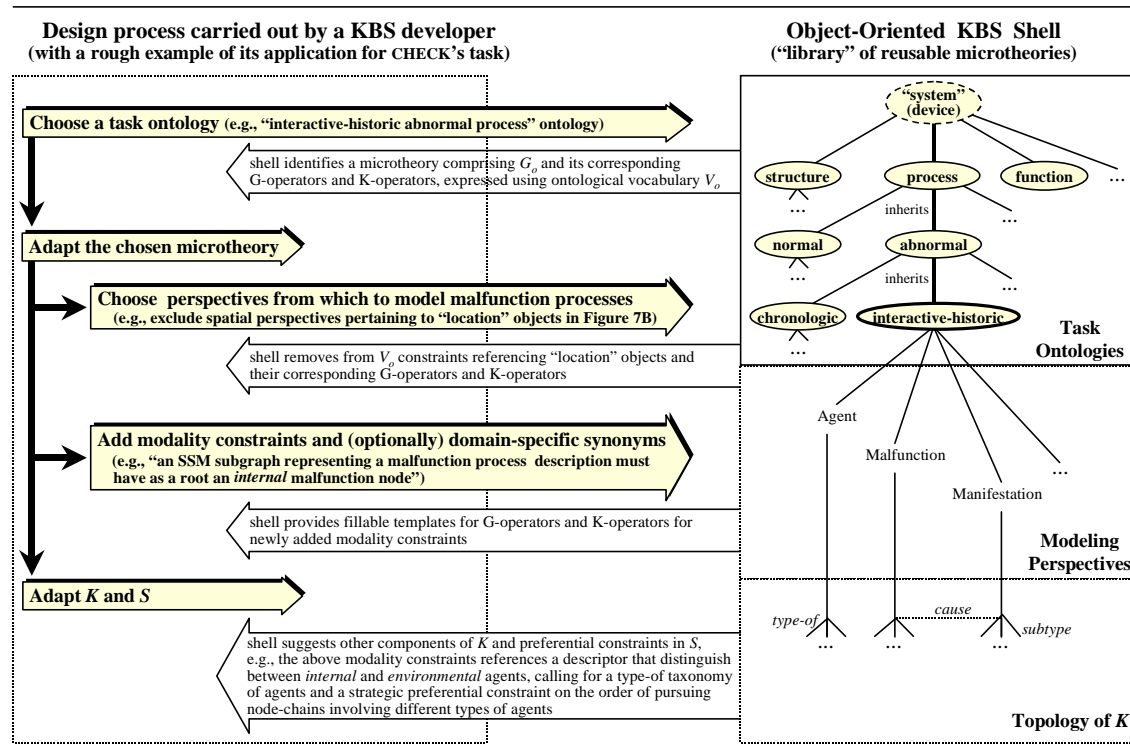 Design process carried out by a KBS developer
(with a rough example of its application for CHECK's task)
Object-Oriented KBS Shell
("library" of reusable microtheories)
Choose a task ontology (e.g., "interactive-historic abnormal process" ontology)
shell identifies a microtheory comprising Go and its corresponding
G-operators and K-operators, expressed using ontological vocabulary Vo
Adapt the chosen microtheory
Choose perspectives from which to model malfunction processes
(e.g., exclude spatial perspectives pertaining to "location" objects in Figure 7B)
shell removes from Vo constraints referencing "location" objects and
their corresponding G-operators and K-operators
Add modality constraints and (optionally) domain-specific synonyms
(e.g., "an SSM subgraph representing a malfunction process description must
have as a root an internal malfunction node")
shell provides fillable templates for G-operators and K-operators for
newly added modality constraints
Adapt K and S
shell suggests other components of K and preferential constraints in S,
e.g., the above modality constraints references a descriptor that distinguish
between internal and environmental agents, calling for a type-of taxonomy
of agents and a strategic preferential constraint on the order of pursuing
node-chains involving different types of agents
"system"
(device)
structure
process
function
...
...
inherits
...
normal
abnormal
...
inherits
...
chronologic
interactive-historic
...
Task
Ontologies
Agent
Malfunction
...
Manifestation
Modeling
Perspectives
type-of
cause
subtype
...
...
...
Topology of K